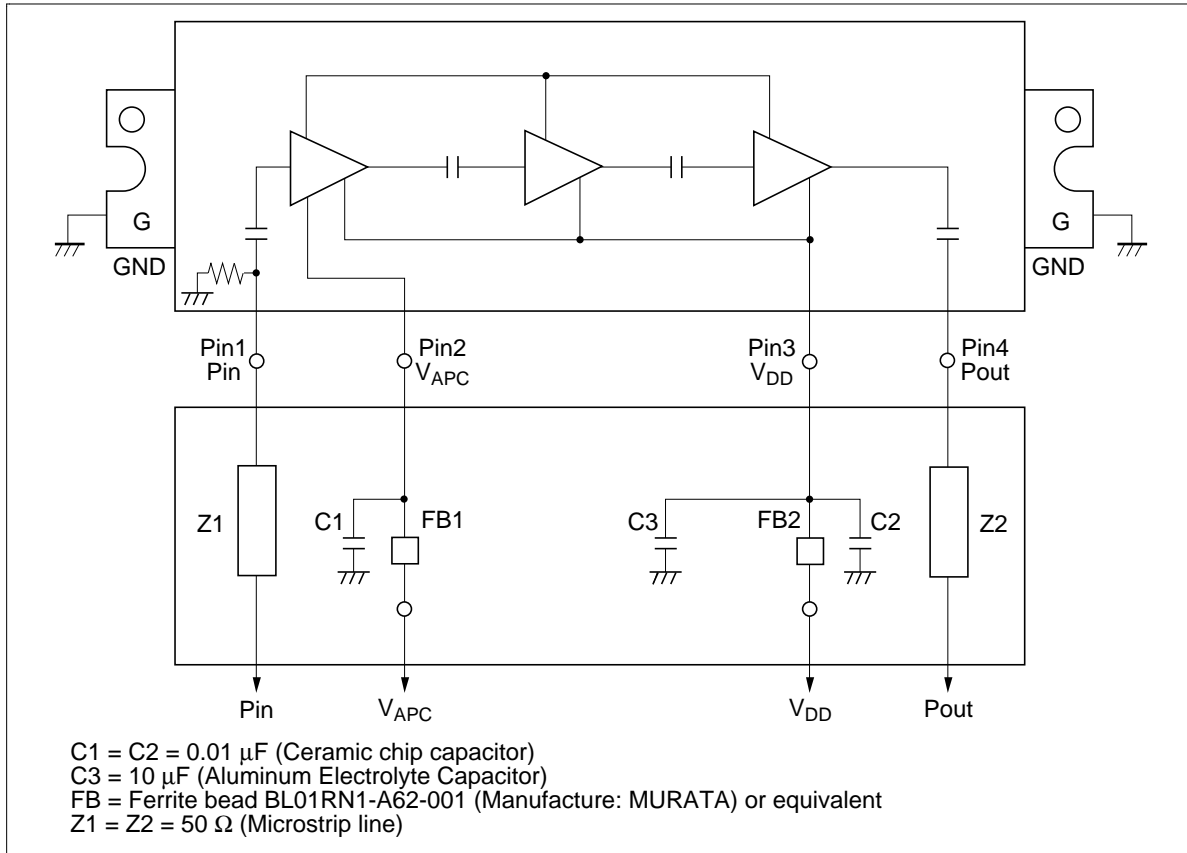 G
GND
G
GND
Pin1
Pin
Pin2
VAPC
Pin3
VDD
Pin4
Pout
Z1
C1
FB1
C3
FB2
C2
Z2
Pin
VAPC
VDD
Pout
C1 = C2 = 0.01 μF (Ceramic chip capacitor)
C3 = 10 μF (Aluminum Electrolyte Capacitor)
FB = Ferrite bead BL01RN1-A62-001 (Manufacture: MURATA) or equivalent
Z1 = Z2 = 50 Ω (Microstrip line)